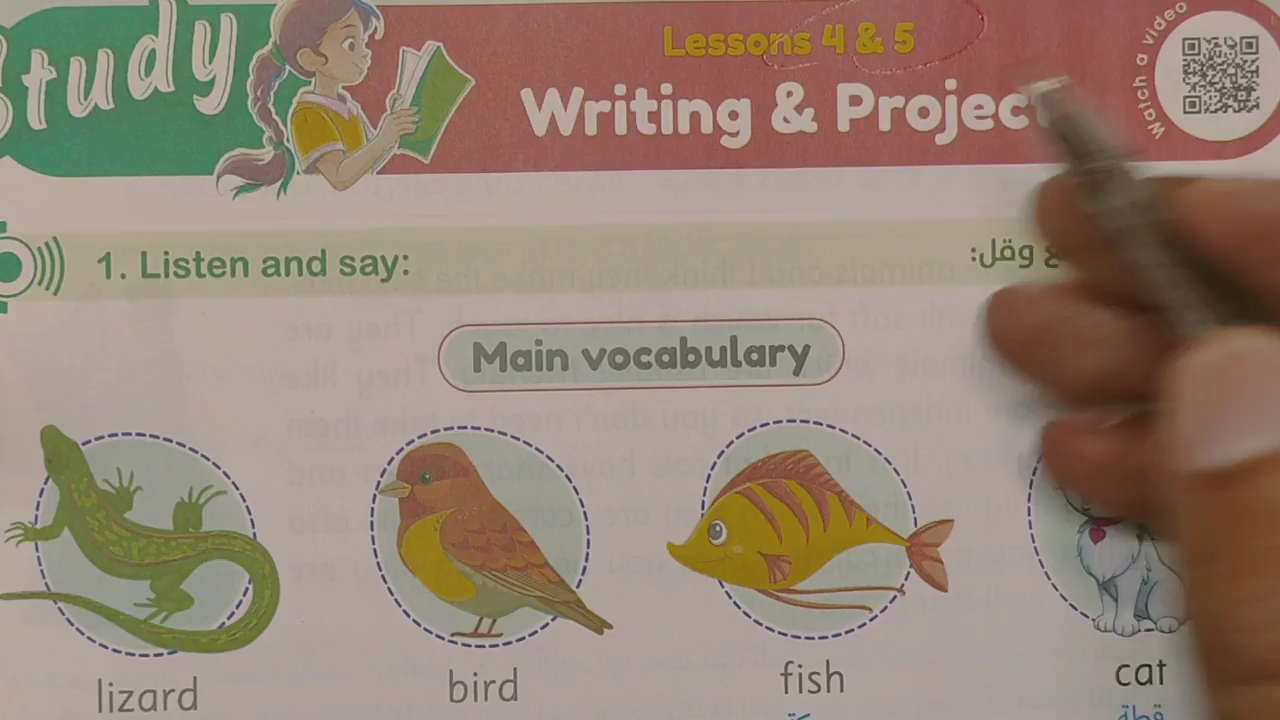 Study
Lessons 4 & 5
Writing & Project
Watch a video
1. Listen and say:
وقل:
Main vocabulary
lizard
bird
fish
cat
قطة